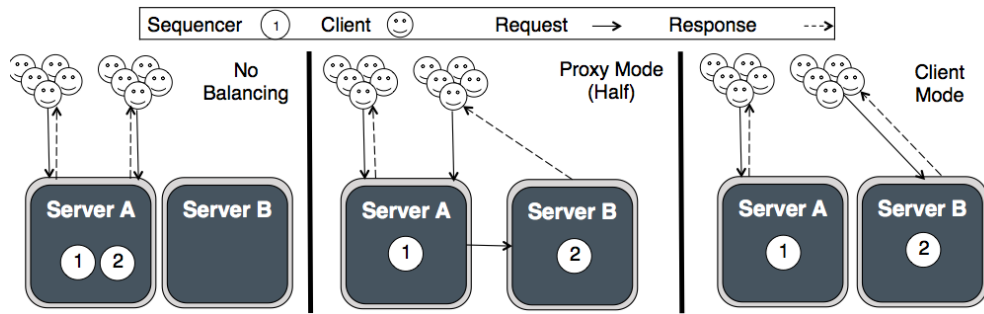 Sequencer 1 Client Request Response
No
Balancing
Server A
Server B
1 2
Proxy Mode
(Half)
Server A
Server B
1
2
Client
Mode
Server A
Server B
1
2